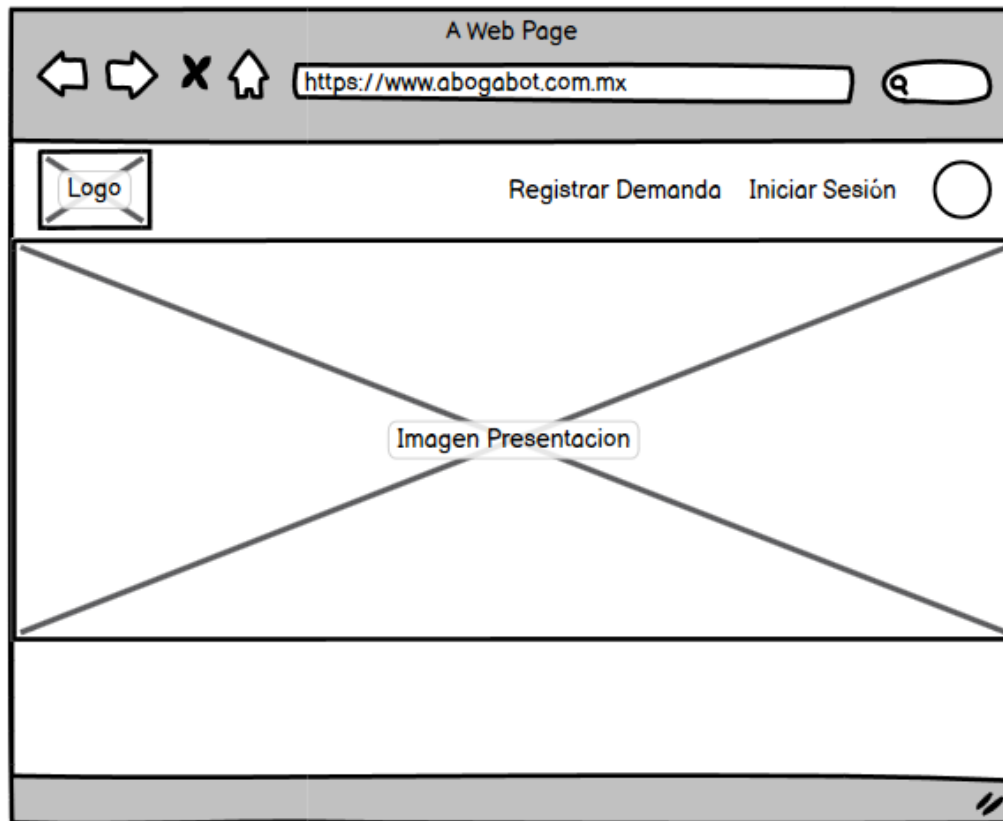 A Web Page
https://www.abogabot.com.mx
Logo
Registrar Demanda Iniciar Sesión
Imagen Presentacion